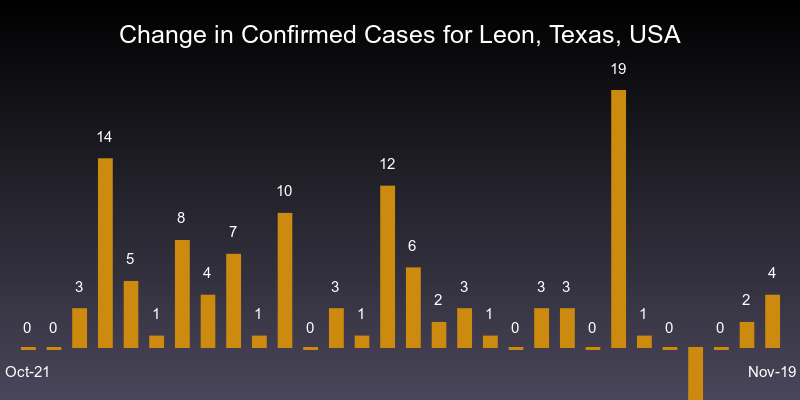 Change in Confirmed Cases for Leon, Texas, USA
0 0 3 14 5 1 8 4 7 1 10 0 3 1 12 6 2 3 1 0 3 3 0 19 1 0 0 2 4
Oct-21 Nov-19